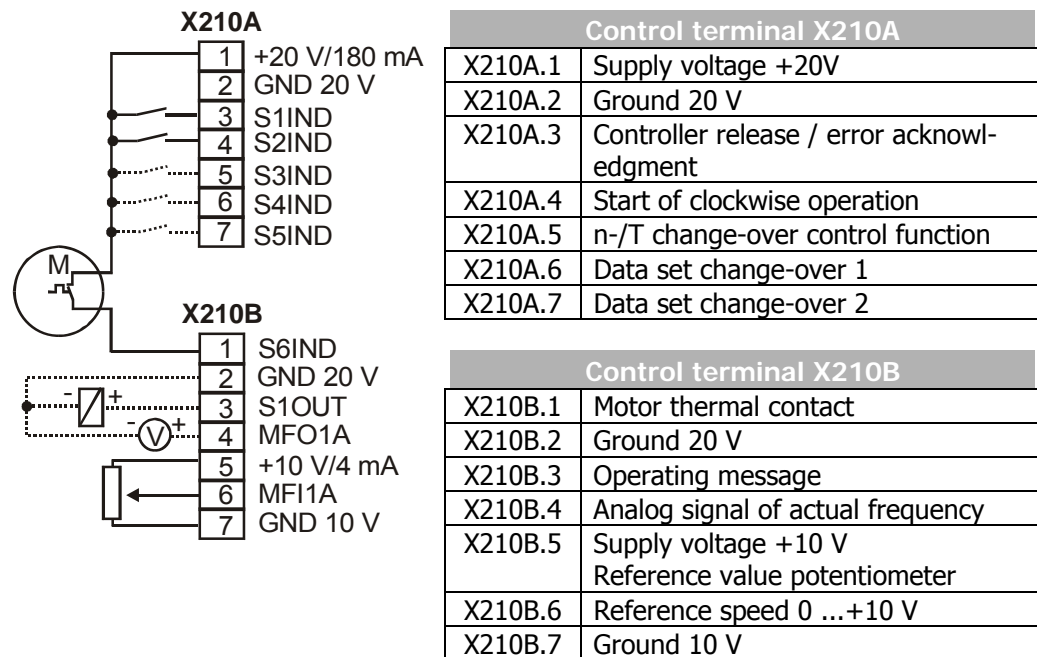 X210A
1 +20 V/180 mA
2 GND 20 V
3 S1IND
4 S2IND
5 S3IND
6 S4IND
7 S5IND
M
X210B
1 S6IND
2 GND 20 V
- + 3 S1OUT
- V + 4 MFO1A
5 +10 V/4 mA
6 MFI1A
7 GND 10 V
Control terminal X210A
X210A.1 Supply voltage +20V
X210A.2 Ground 20 V
X210A.3 Controller release / error acknowl-
edgment
X210A.4 Start of clockwise operation
X210A.5 n-/T change-over control function
X210A.6 Data set change-over 1
X210A.7 Data set change-over 2
Control terminal X210B
X210B.1 Motor thermal contact
X210B.2 Ground 20 V
X210B.3 Operating message
X210B.4 Analog signal of actual frequency
X210B.5 Supply voltage +10 V
Reference value potentiometer
X210B.6 Reference speed 0 ...+10 V
X210B.7 Ground 10 V